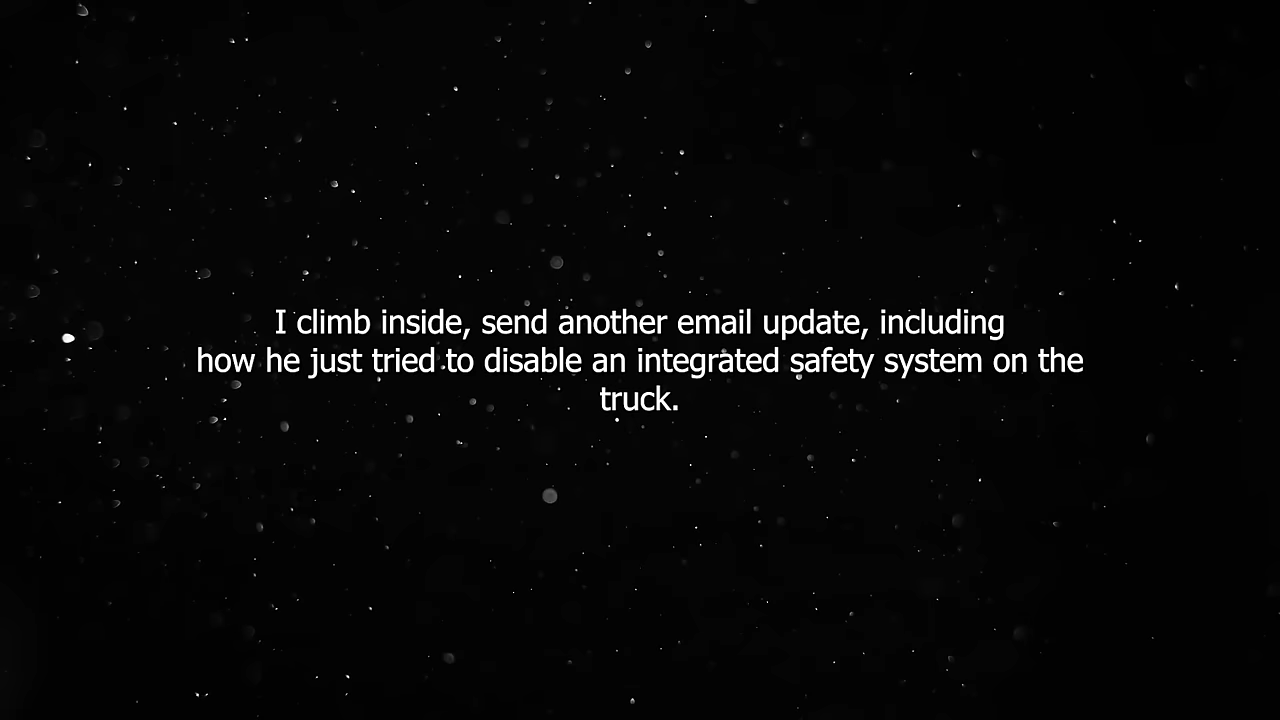 I climb inside, send another email update, including
how he just tried to disable an integrated safety system on the
truck.